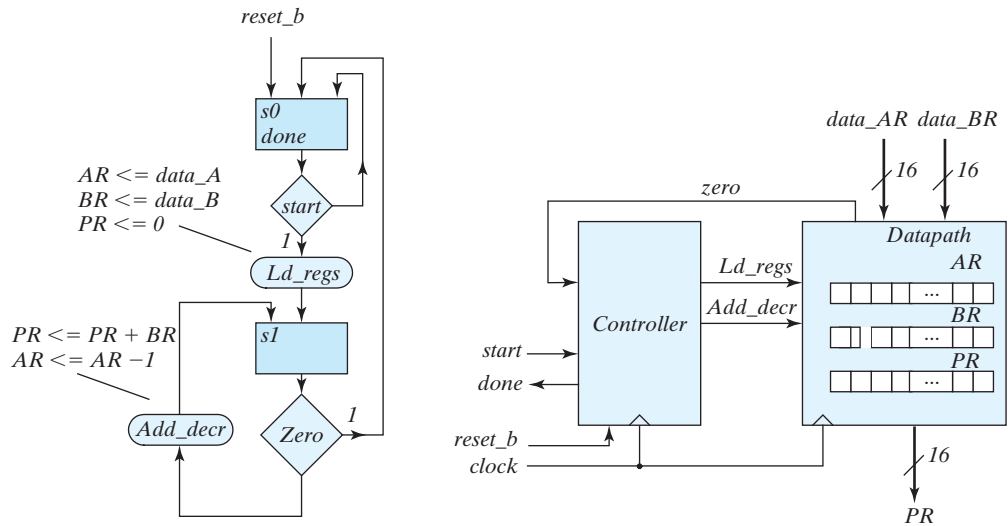 reset_b
s0
done
AR <= data_A
BR <= data_B
PR <= 0
start
1
Ld_regs
s1
PR <= PR + BR
AR <= AR −1
Add_decr
Zero
1
data_AR data_BR
16
16
zero
Datapath
AR
...
BR
...
PR
...
Ld_regs
Add_decr
Controller
start
done
reset_b
clock
16
PR